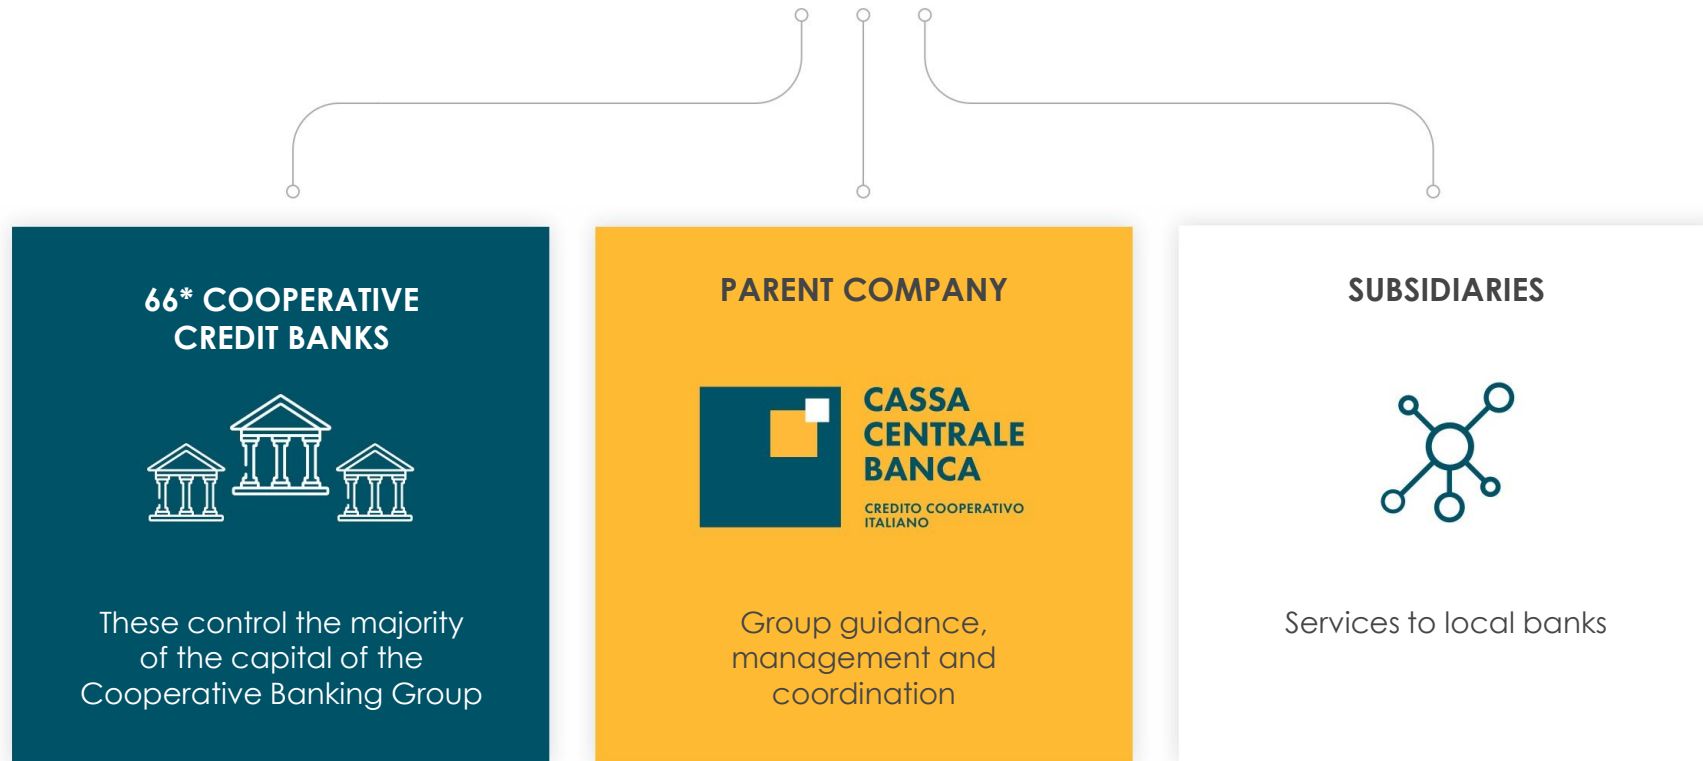 66* COOPERATIVE
CREDIT BANKS
These control the majority
of the capital of the
Cooperative Banking Group
PARENT COMPANY
CASSA
CENTRALE
BANCA
CREDITO COOPERATIVO
ITALIANO
Group guidance,
management and
coordination
SUBSIDIARIES
Services to local banks